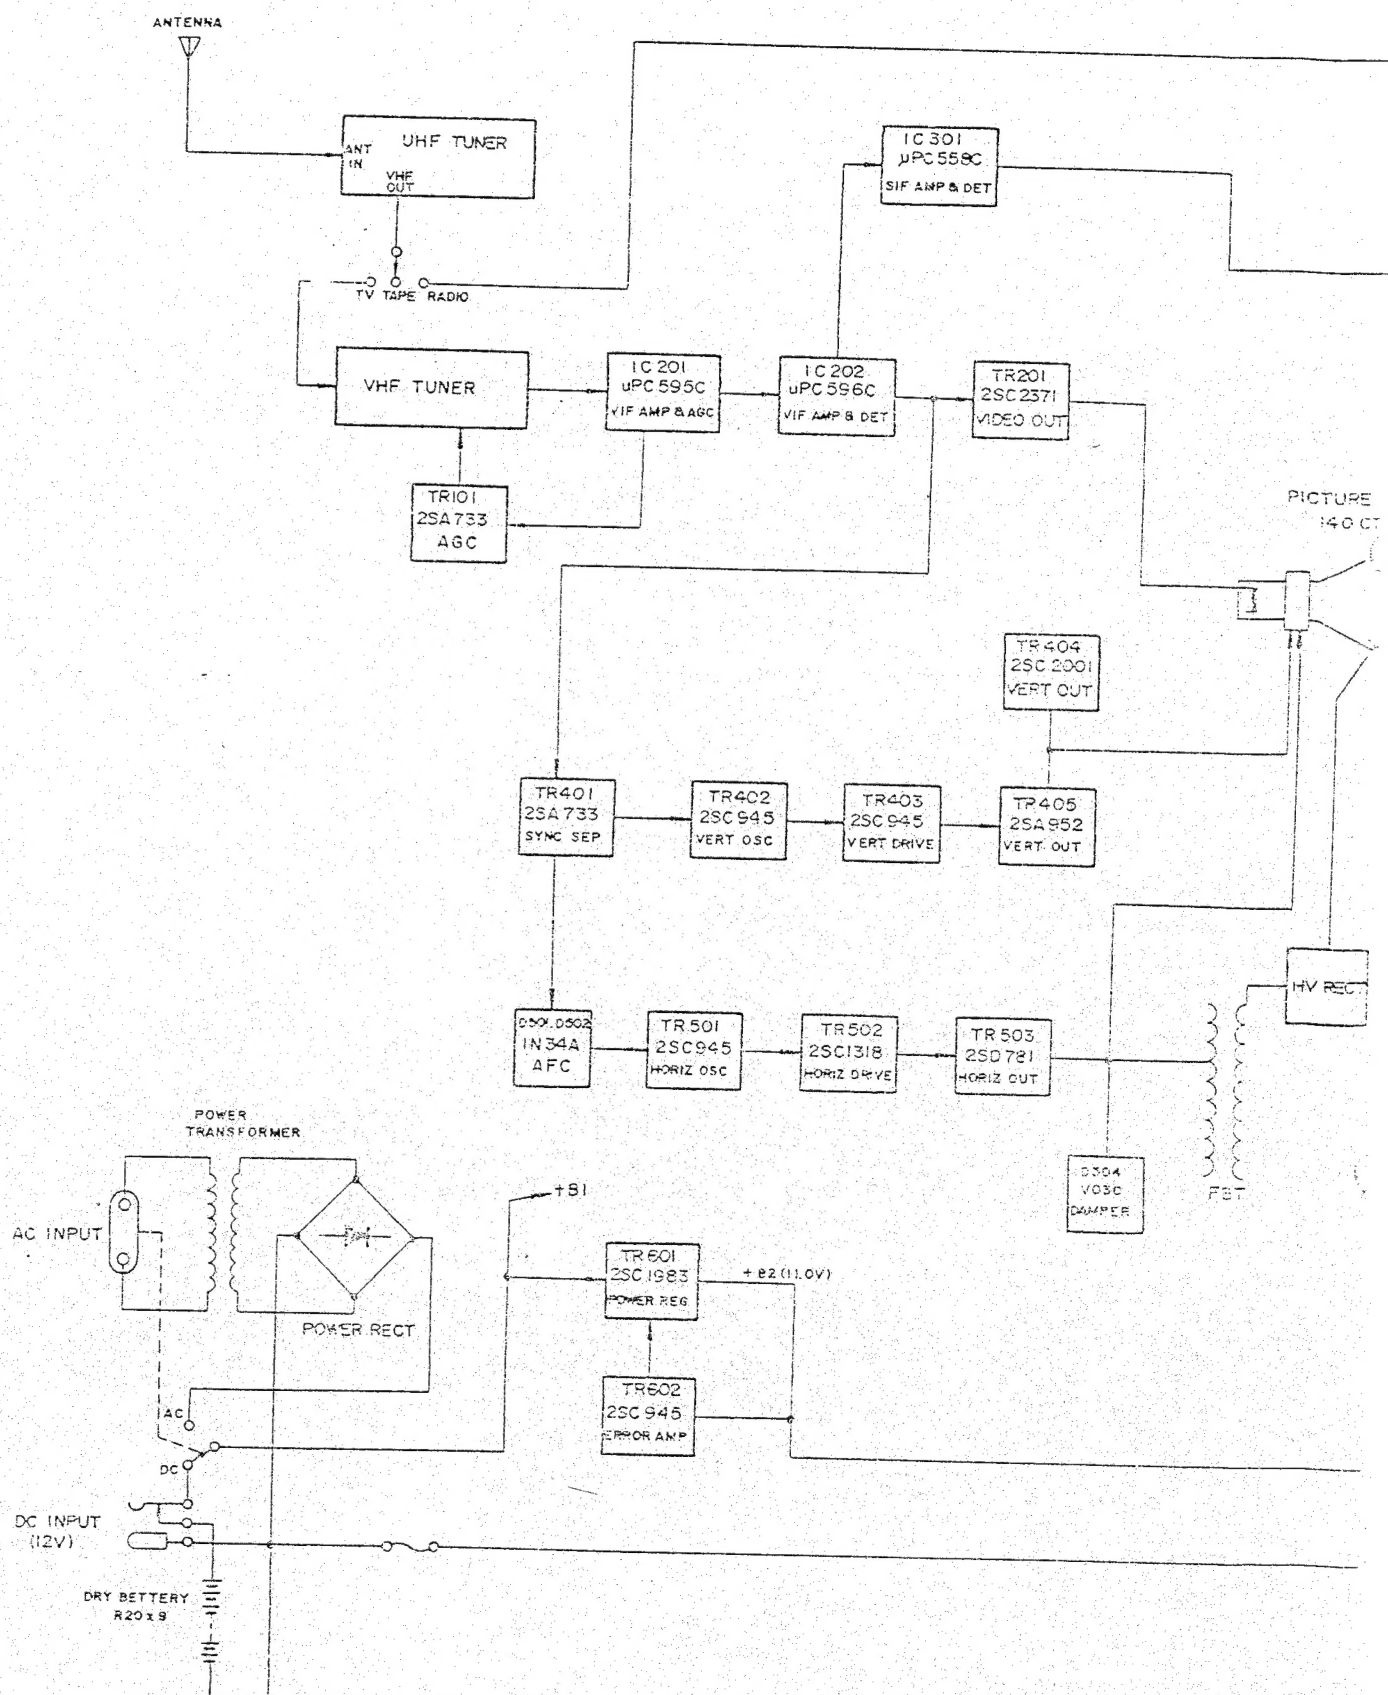 ANTENNA
UHF TUNER
ANT
IN
VHF
OUT
IC301
µPC558C
SIF AMP & DET
TV TAPE RADIO
VHF TUNER
IC201
µPC595C
VIF AMP & AGC
IC202
µPC596C
VIF AMP & DET
TR201
2SC2371
VIDEO OUT
TR101
2SA733
AGC
PICTURE
140 CT
TR404
2SC2001
VERT OUT
TR401
2SA733
SYNC SEP
TR402
2SC945
VERT OSC
TR403
2SC945
VERT DRIVE
TR405
2SA952
VERT OUT
HV RECT
D501.D502
IN34A
AFC
TR501
2SC945
HORIZ OSC
TR502
2SC1318
HORIZ DRIVE
TR503
2SD781
HORIZ OUT
POWER
TRANSFORMER
V03C
DAMPER
FBT
AC INPUT
+B1
TR601
2SC1983
POWER REG
+B2(11.0V)
POWER RECT
TR602
2SC945
ERROR AMP
AC
DC
DC INPUT
(12V)
DRY BETTERY
R20x9